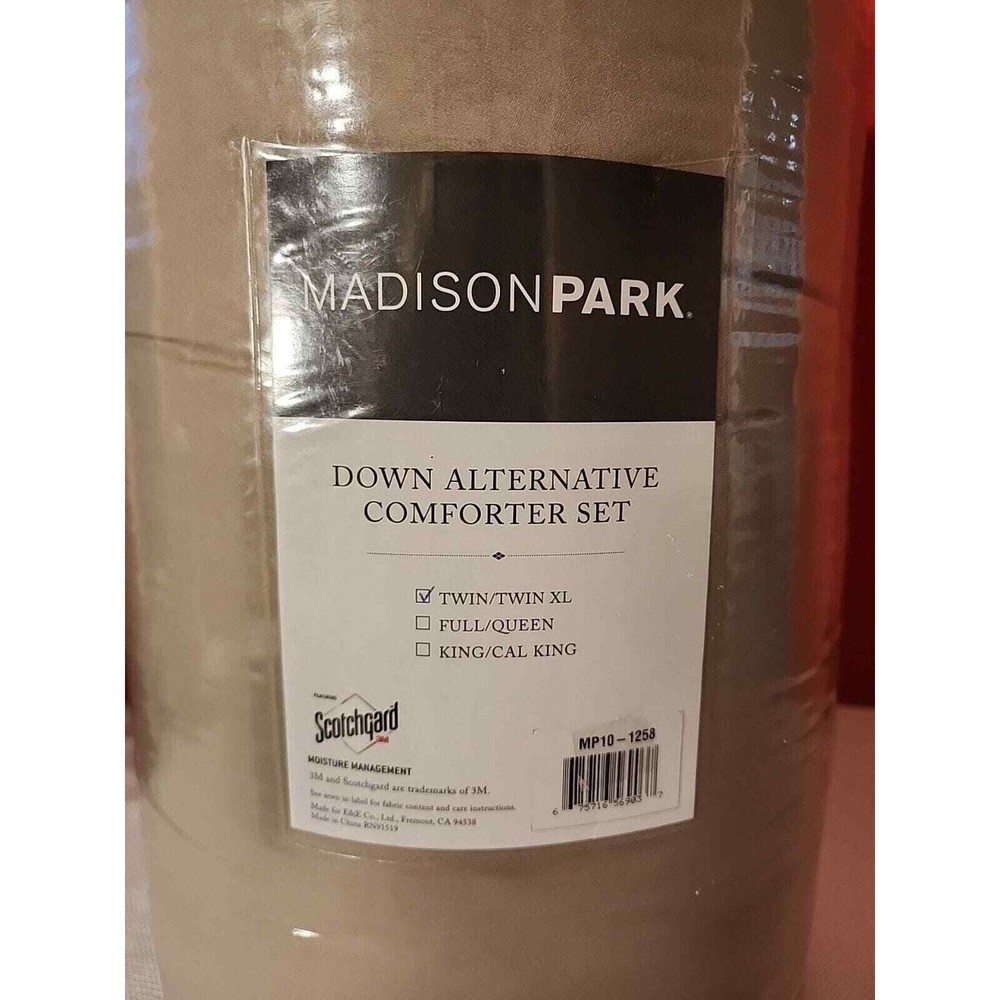 MADISONPARK®
DOWN ALTERNATIVE
COMFORTER SET
TWIN/TWIN XL
FULL/QUEEN
KING/CAL KING
FEATURING
Scotchgard
3M
MOISTURE MANAGEMENT
3M and Scotchgard are trademarks of 3M.
See sewn in label for fabric content and care instructions.
Made for E&E Co., Ltd., Fremont, CA 94538
Made in China RN91519
MP10-1258
6 75716 56903 7